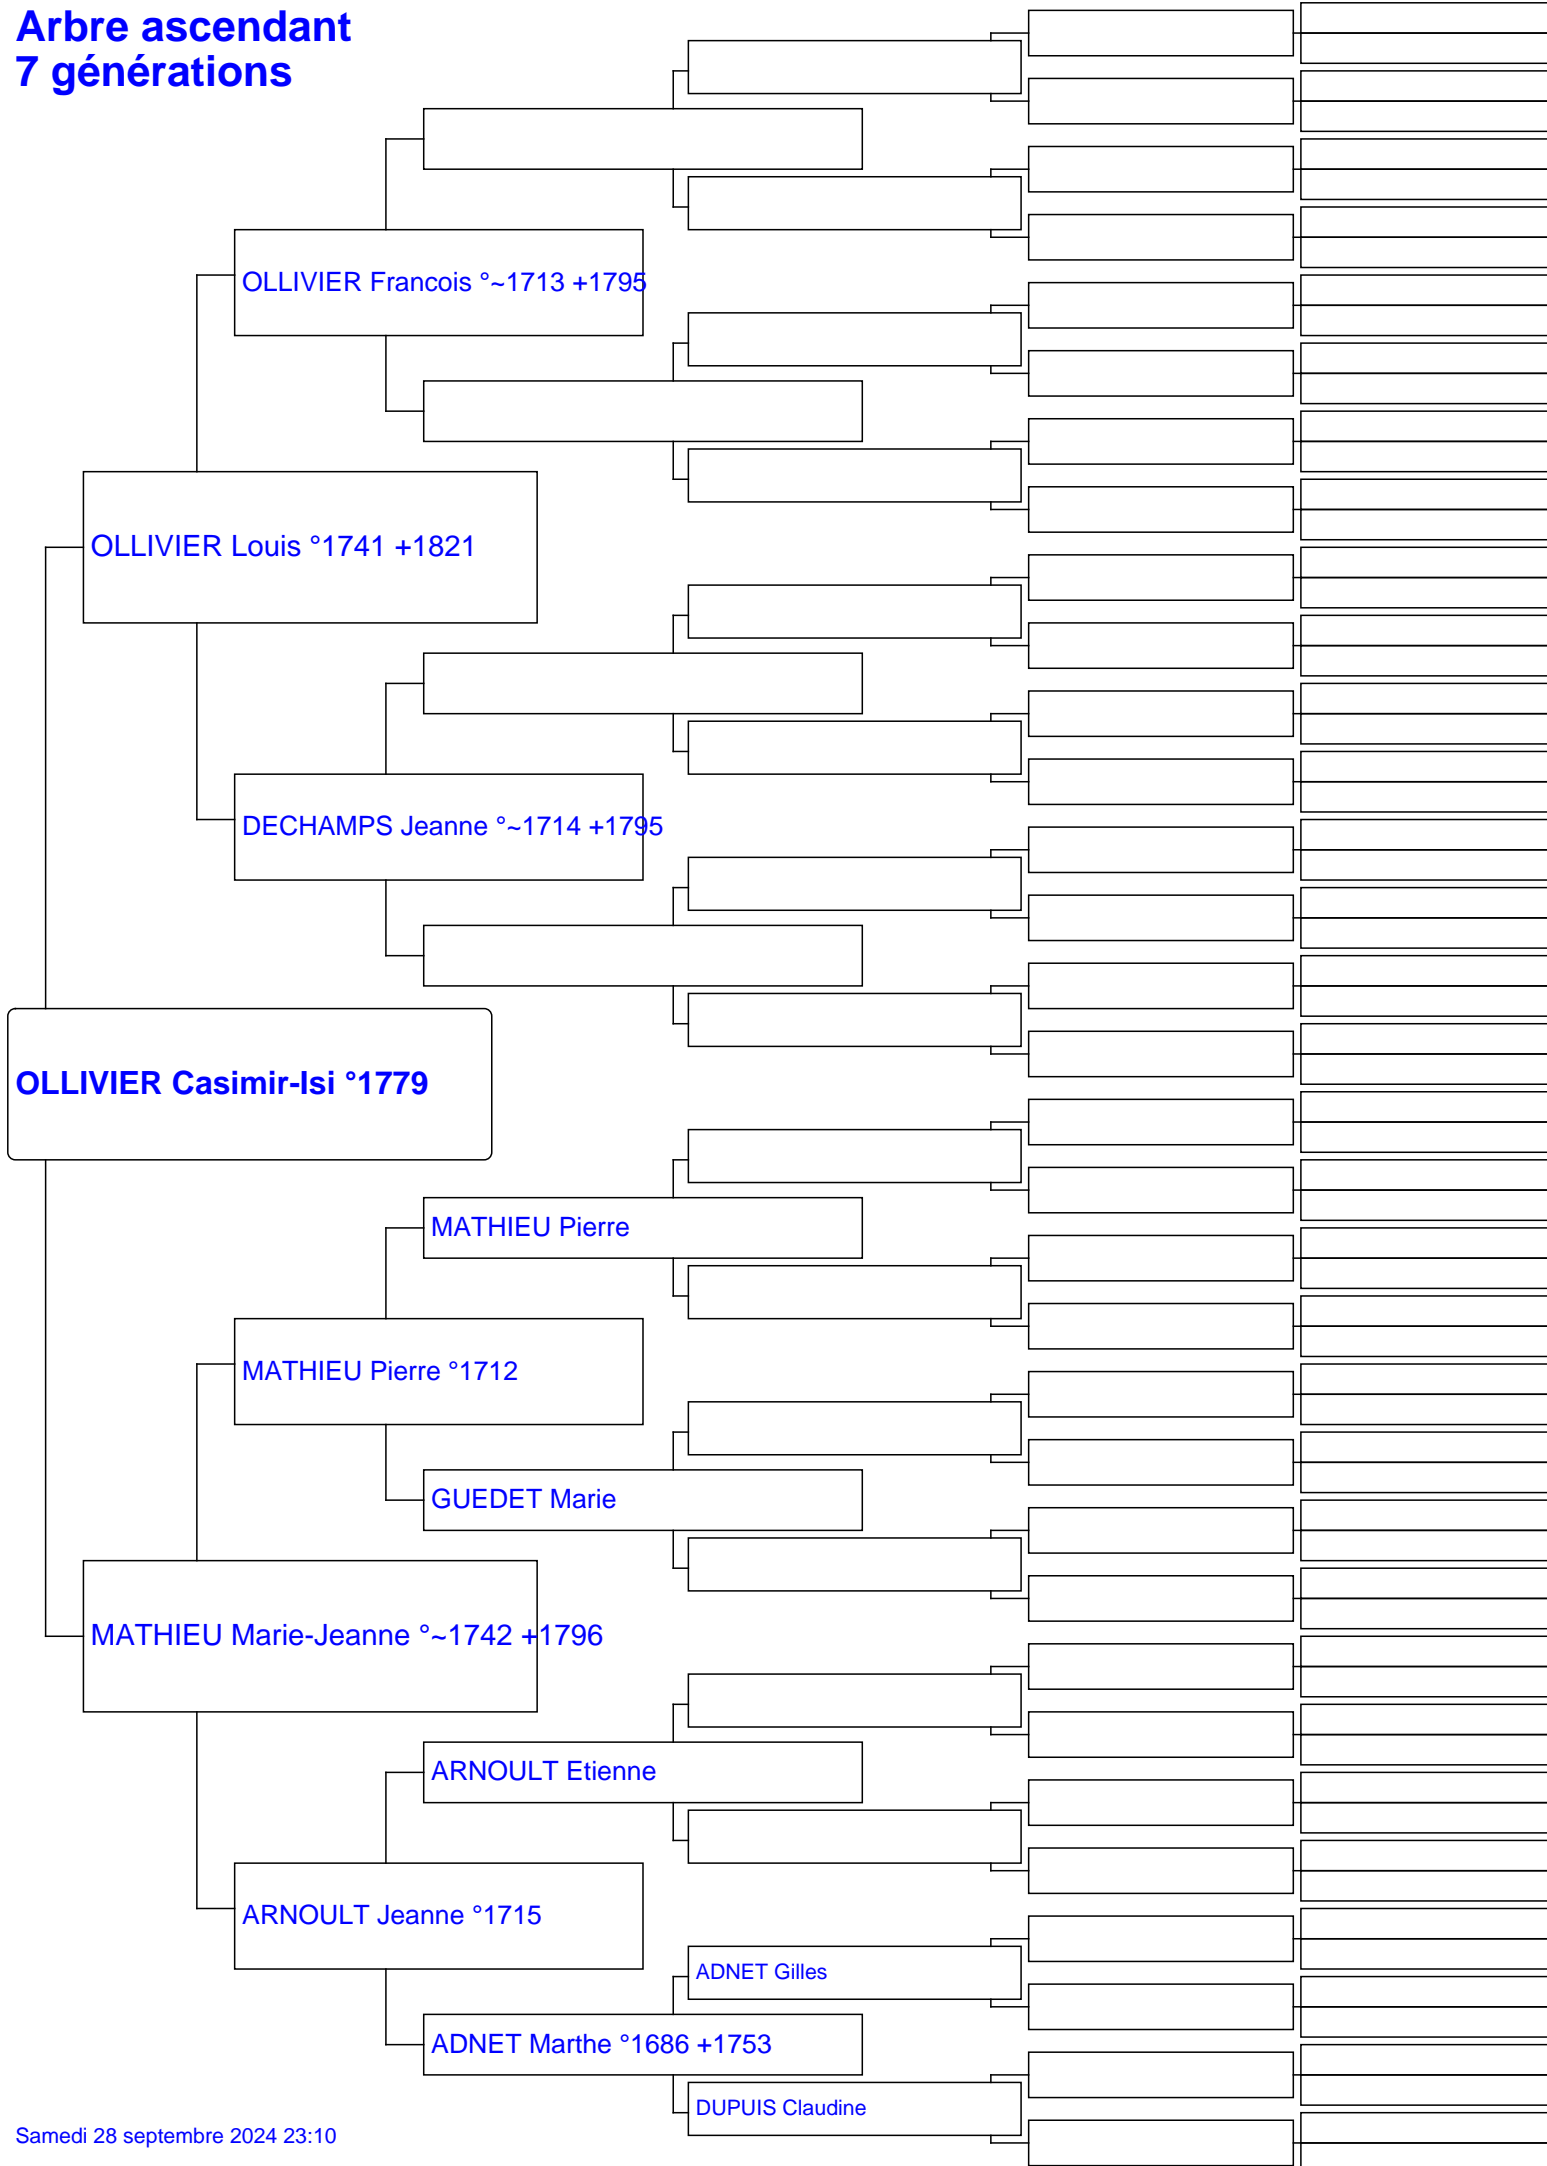 Arbre ascendant
7 générations
OLLIVIER Francois °~1713 +1795
OLLIVIER Louis °1741 +1821
DECHAMPS Jeanne °~1714 +1795
OLLIVIER Casimir-Isi °1779
MATHIEU Pierre
MATHIEU Pierre °1712
GUEDET Marie
MATHIEU Marie-Jeanne °~1742 +1796
ARNOULT Etienne
ARNOULT Jeanne °1715
ADNET Gilles
ADNET Marthe °1686 +1753
DUPUIS Claudine
Samedi 28 septembre 2024 23:10